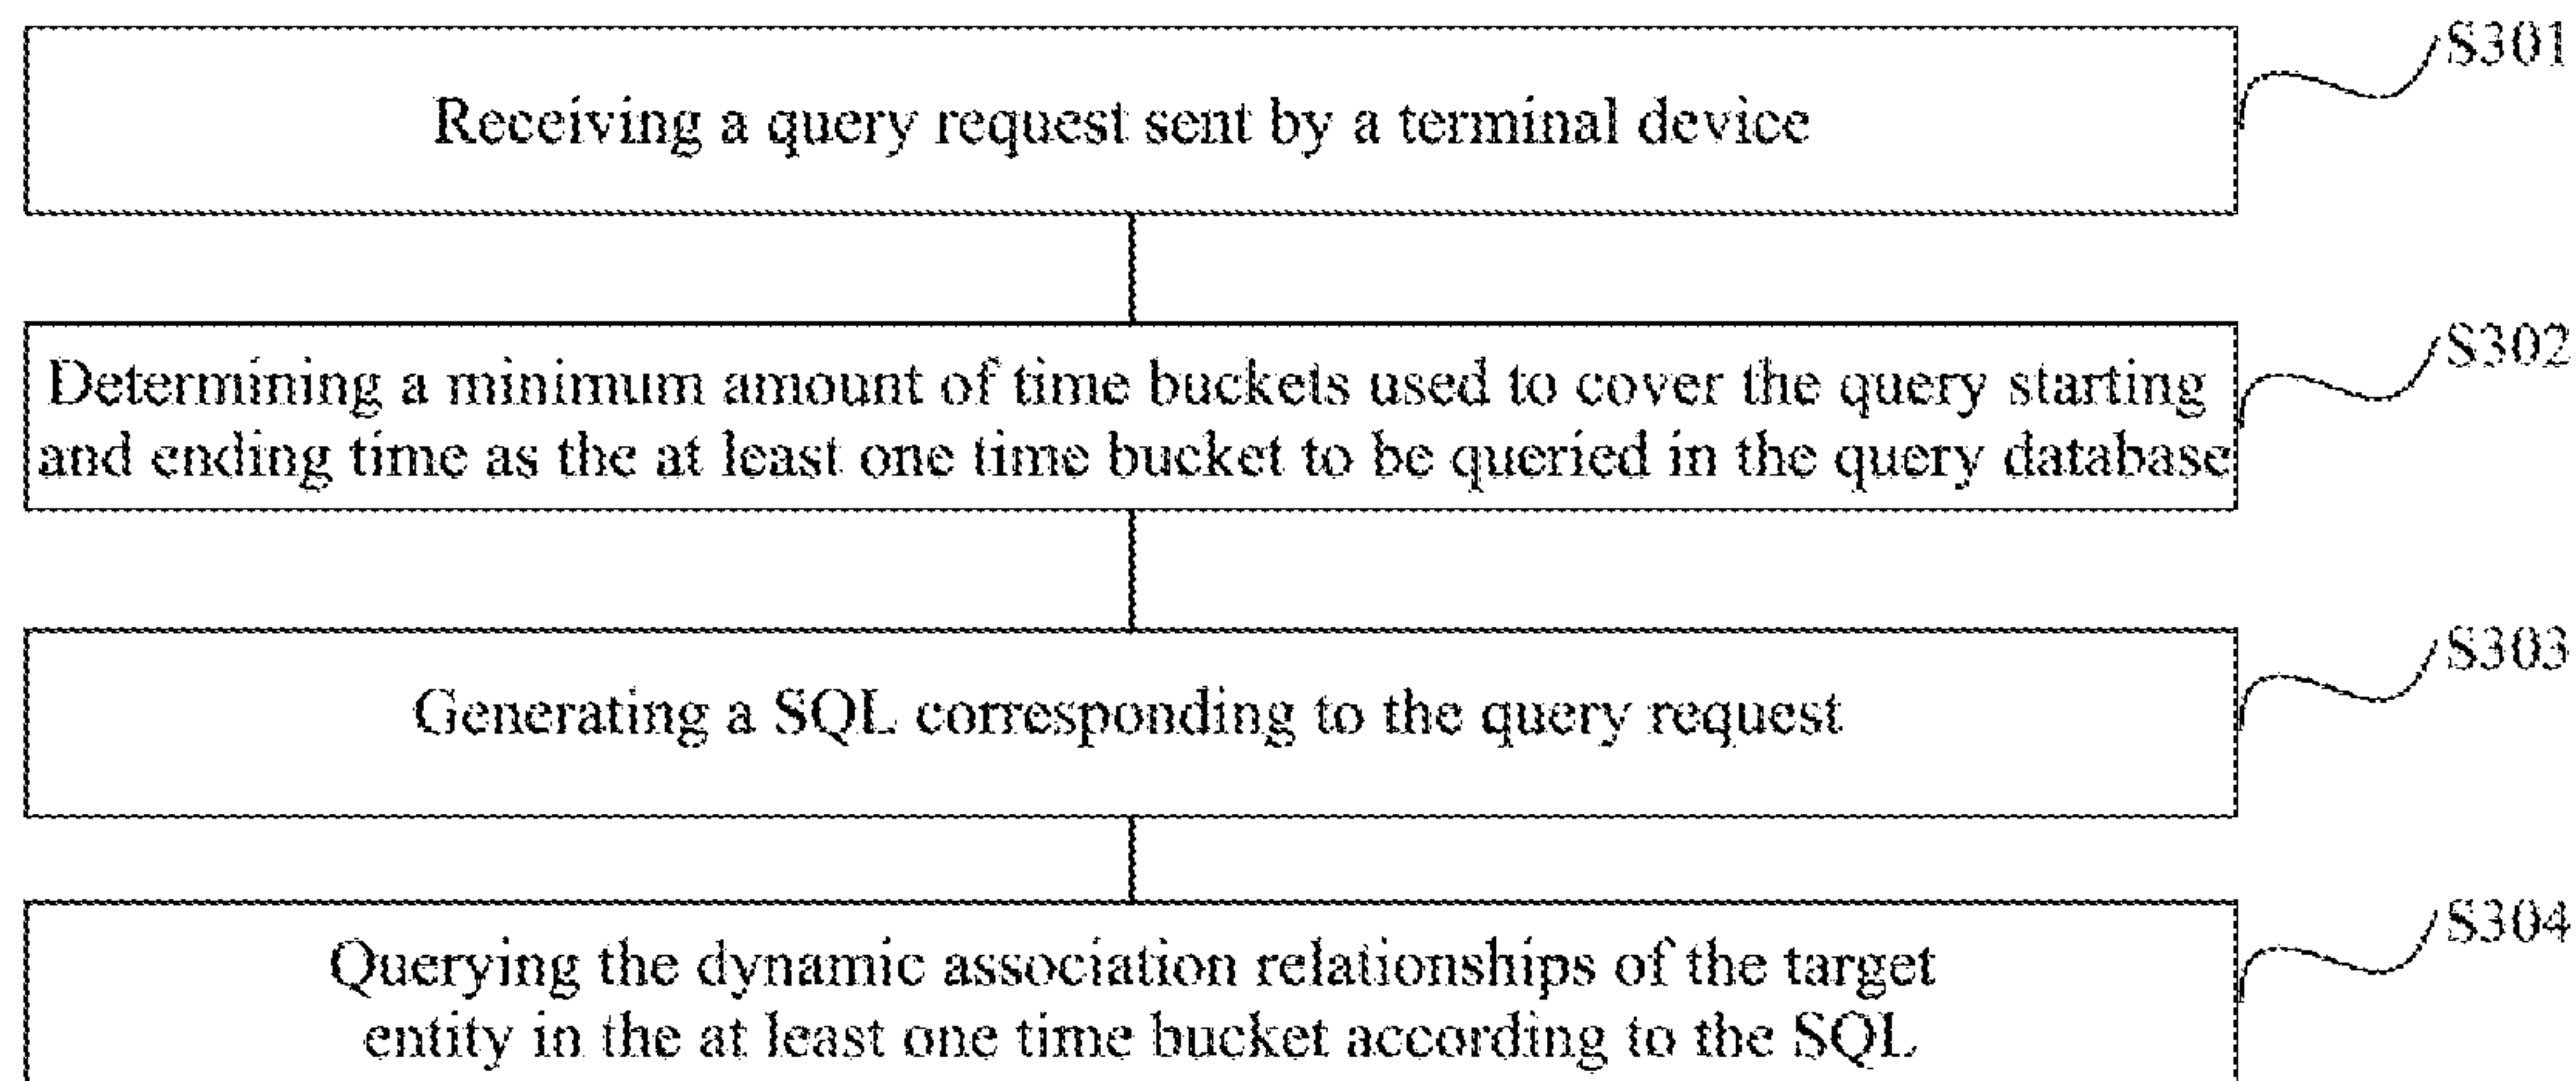 S301
Receiving a query request sent by a terminal device
S302
Determining a minimum amount of time buckets used to cover the query starting
and ending time as the at least one time bucket to be queried in the query database
S303
Generating a SQL corresponding to the query request
S304
Querying the dynamic association relationships of the target
entity in the at least one time bucket according to the SQL